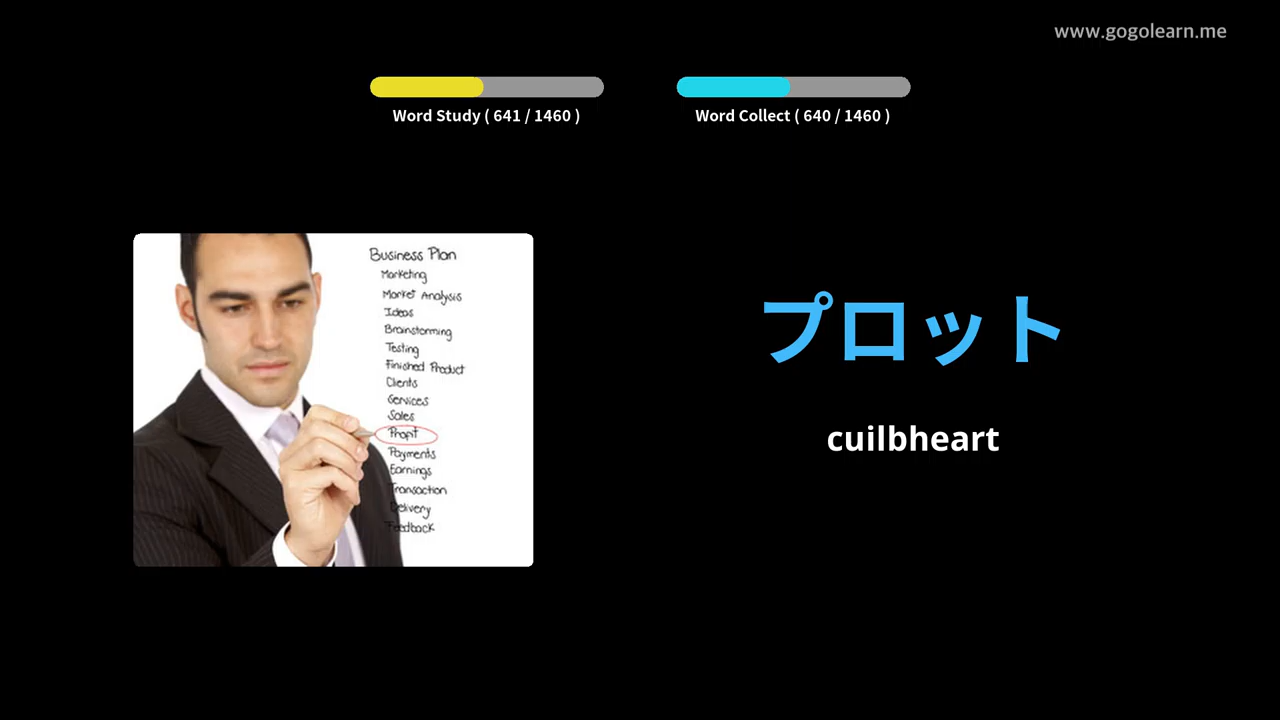 www.gogolearn.me
Word Study ( 641 / 1460 )
Word Collect ( 640 / 1460 )
Business Plan
Marketing
Market Analysis
Ideas
Brainstorming
Testing
Finished Product
Clients
Services
Sales
Profit
Payments
Earnings
Transaction
Delivery
Feedback
プロット
cuilbheart